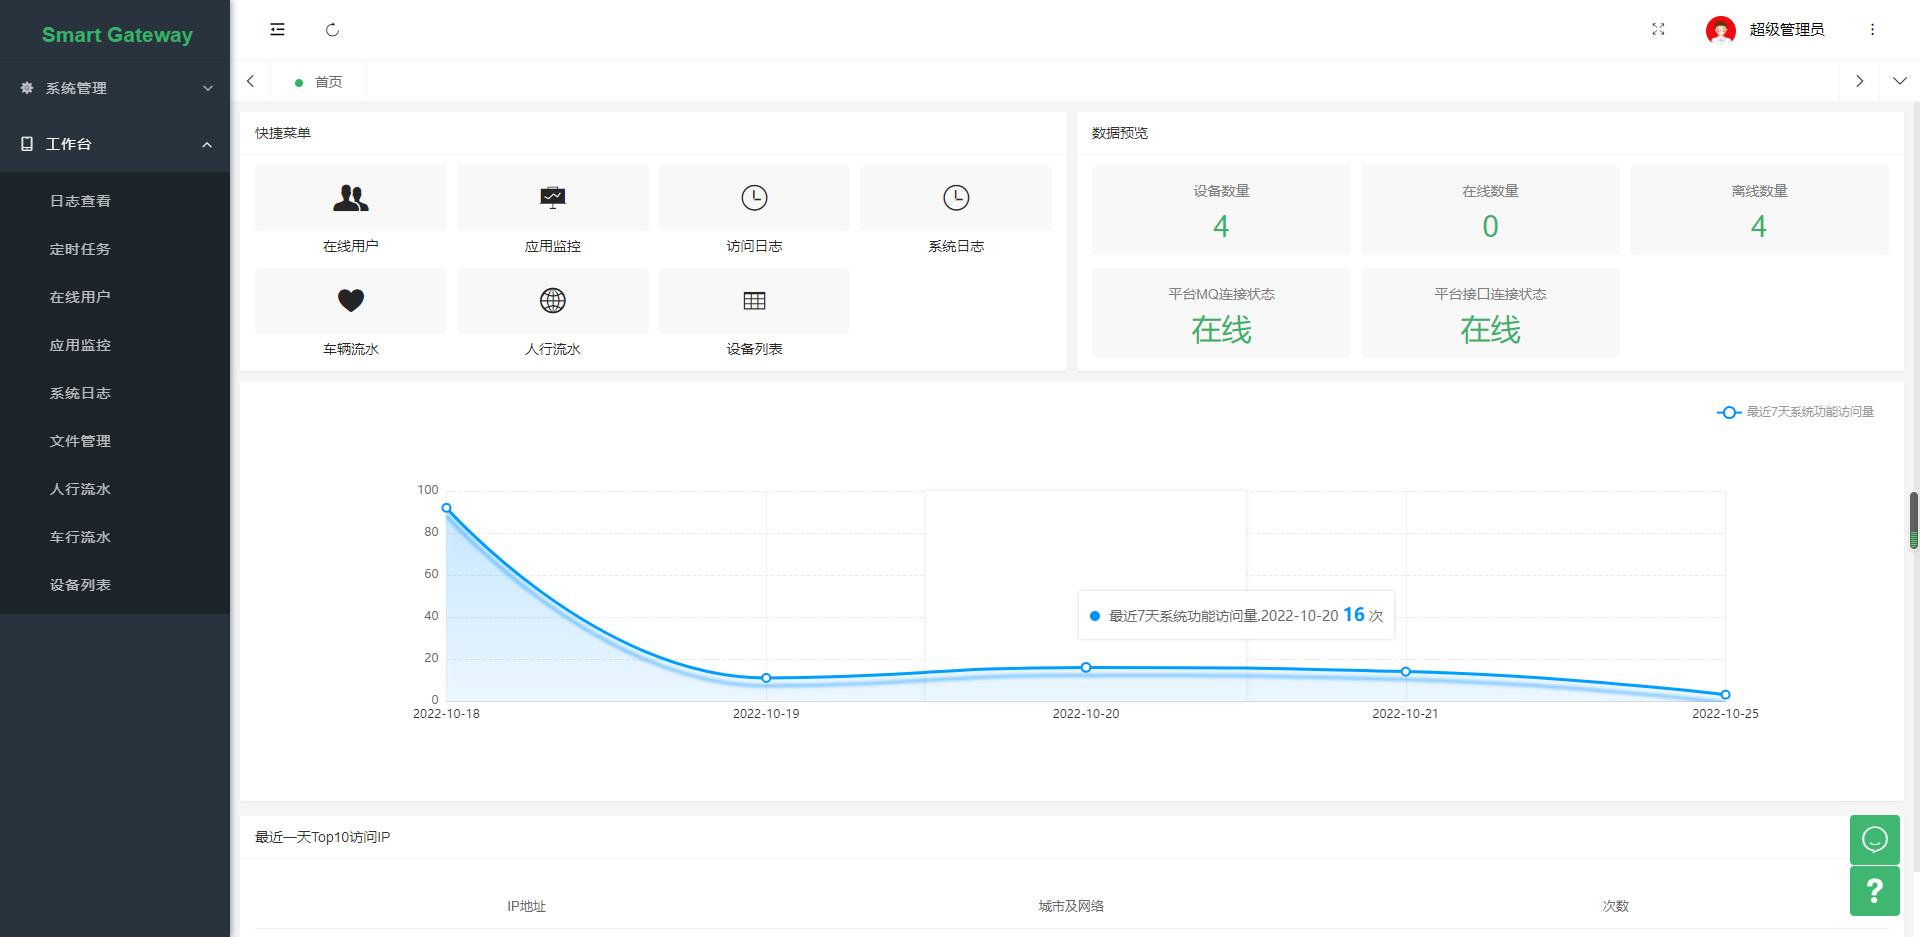 Smart Gateway
系统管理
工作台
日志查看
定时任务
在线用户
应用监控
系统日志
文件管理
人行流水
车行流水
设备列表
超级管理员
首页
快捷菜单
在线用户
应用监控
访问日志
系统日志
车辆流水
人行流水
设备列表
数据预览
设备数量
4
在线数量
0
离线数量
4
平台MQ连接状态
在线
平台接口连接状态
在线
最近7天系统功能访问量
100
80
60
40
20
0
最近7天系统功能访问量.2022-10-20 16 次
2022-10-18
2022-10-19
2022-10-20
2022-10-21
2022-10-25
最近一天Top10访问IP
IP地址
城市及网络
次数
?